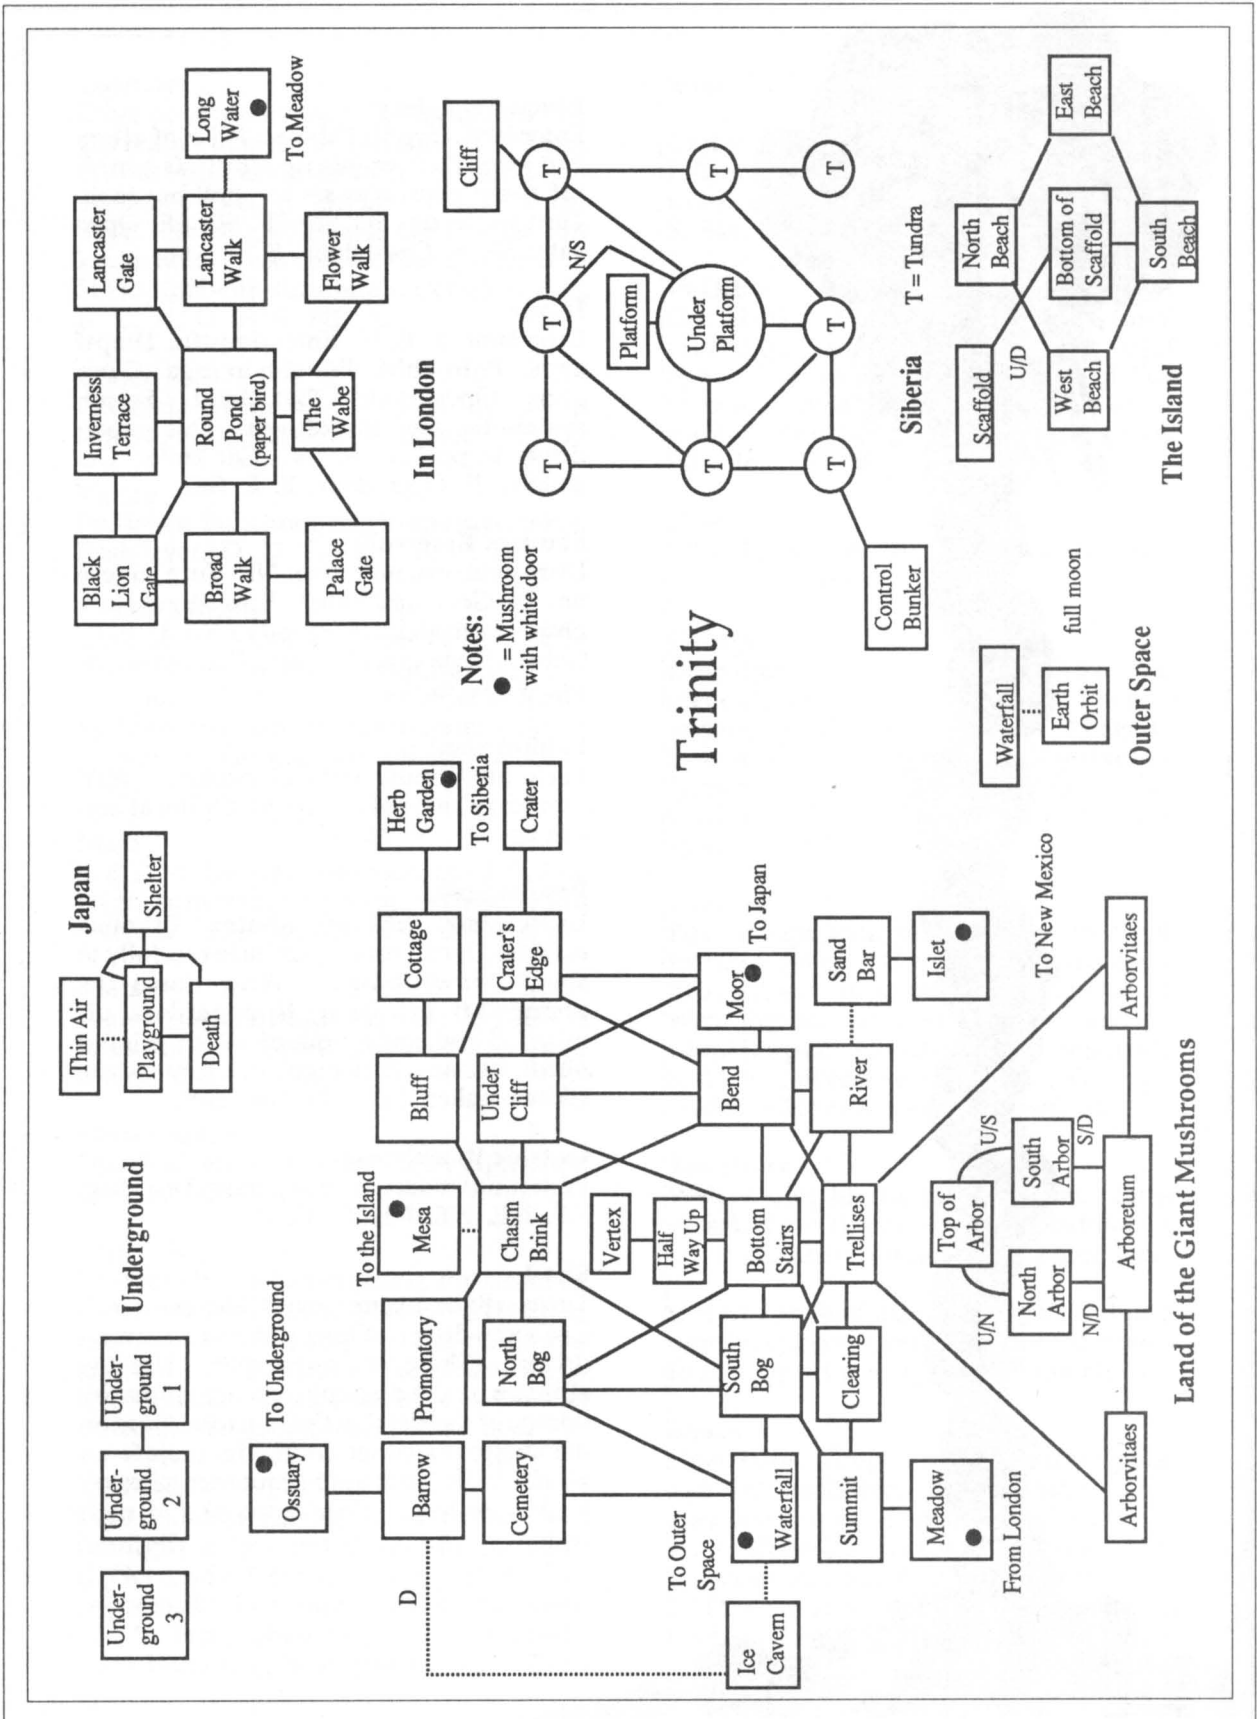 Underground
Under-
ground
3
Under-
ground
2
Under-
ground
1
Japan
Thin Air
Playground
Shelter
Death
Black
Lion
Gate
Inverness
Terrace
Lancaster
Gate
Broad
Walk
Round
Pond
(paper bird)
Lancaster
Walk
Long
Water
To Meadow
Palace
Gate
The
Wabe
Flower
Walk
In London
Notes:
= Mushroom
with white door
Trinity
Ossuary
To Underground
To the Island
Barrow
Promontory
Mesa
Bluff
Cottage
Herb
Garden
To Siberia
D
Cemetery
North
Bog
Chasm
Brink
Under
Cliff
Crater's
Edge
Crater
Vertex
Half
Way Up
To Outer
Space
Ice
Cavern
Waterfall
South
Bog
Bottom
Stairs
Bend
Moor
To Japan
Summit
Clearing
Trellises
River
Sand
Bar
Meadow
From London
Islet
To New Mexico
Top of
Arbor
U/N
U/S
North
Arbor
South
Arbor
N/D
S/D
Arborvitaes
Arboretum
Arborvitaes
Land of the Giant Mushrooms
Cliff
T
T
T
N/S
Platform
Under
Platform
T
T
T
T
T
Control
Bunker
Siberia
T = Tundra
Waterfall
Earth
Orbit
full moon
Outer Space
Scaffold
U/D
North
Beach
West
Beach
Bottom of
Scaffold
East
Beach
South
Beach
The Island